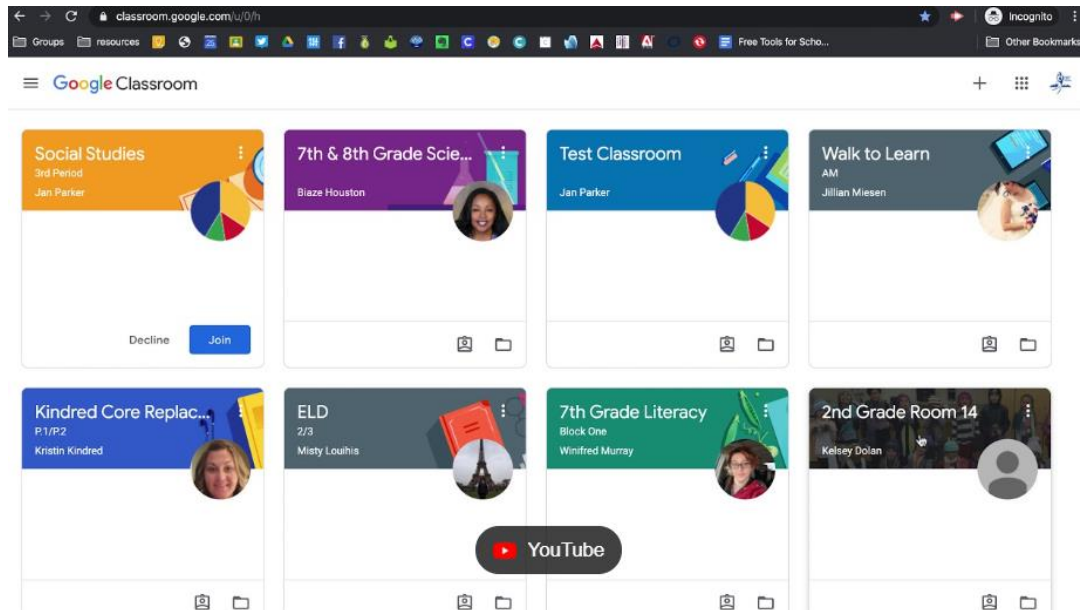 classroom.google.com/u/0/h
Incognito
Groups
resources
Free Tools for Scho...
Other Bookmarks
Google Classroom
Social Studies
3rd Period
Jan Parker
Decline
Join
7th & 8th Grade Scie...
Biaze Houston
Test Classroom
Jan Parker
Walk to Learn
AM
Jillian Miesen
Kindred Core Replac...
P.1/P.2
Kristin Kindred
ELD
2/3
Misty Louihis
7th Grade Literacy
Block One
Winifred Murray
2nd Grade Room 14
Kelsey Dolan
YouTube